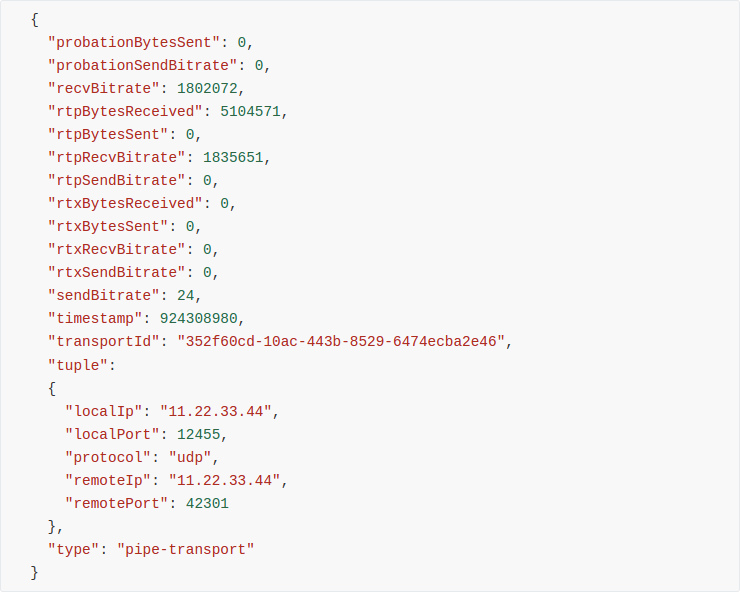 {
  "probationBytesSent": 0,
  "probationSendBitrate": 0,
  "recvBitrate": 1802072,
  "rtpBytesReceived": 5104571,
  "rtpBytesSent": 0,
  "rtpRecvBitrate": 1835651,
  "rtpSendBitrate": 0,
  "rtxBytesReceived": 0,
  "rtxBytesSent": 0,
  "rtxRecvBitrate": 0,
  "rtxSendBitrate": 0,
  "sendBitrate": 24,
  "timestamp": 924308980,
  "transportId": "352f60cd-10ac-443b-8529-6474ecba2e46",
  "tuple":
  {
    "localIp": "11.22.33.44",
    "localPort": 12455,
    "protocol": "udp",
    "remoteIp": "11.22.33.44",
    "remotePort": 42301
  },
  "type": "pipe-transport"
}